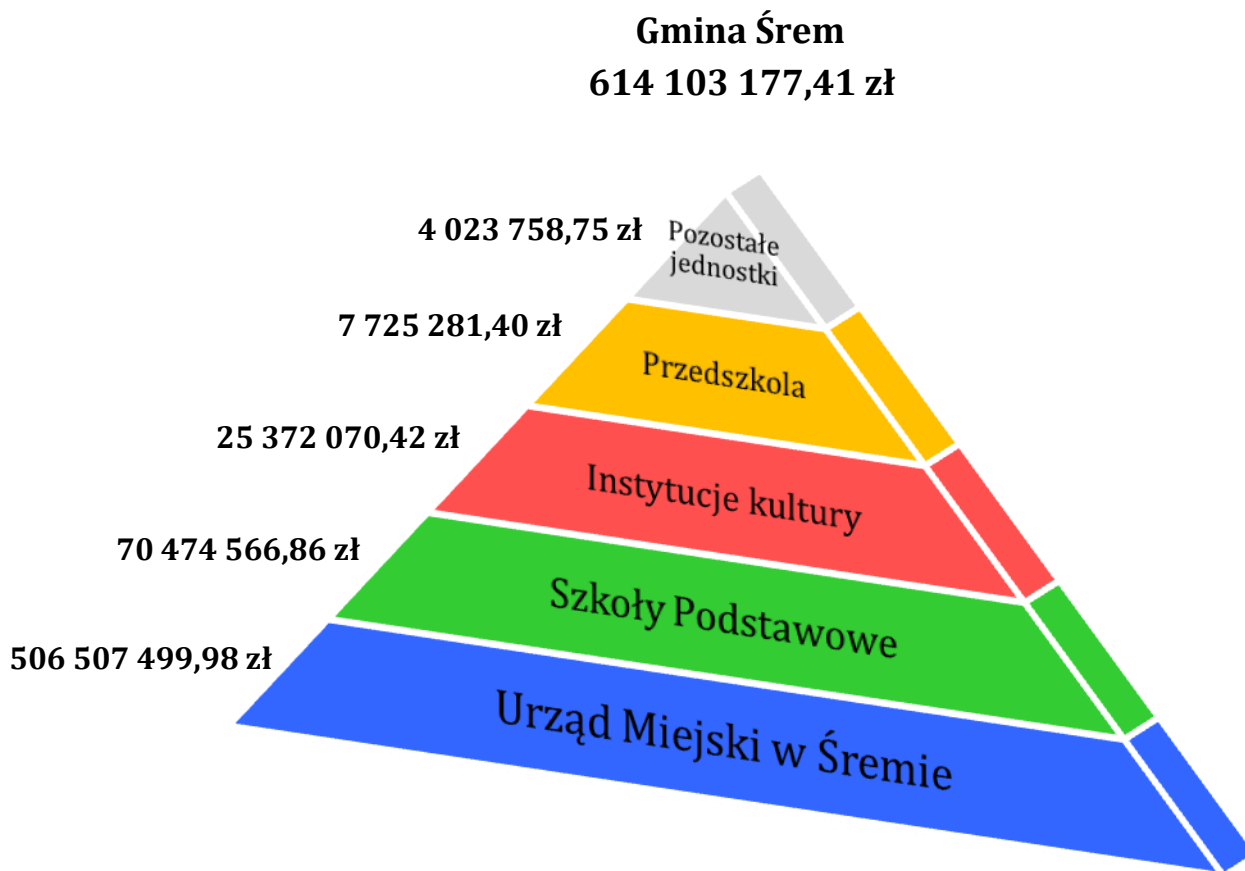 Gmina Śrem
614 103 177,41 zł
4 023 758,75 zł
Pozostałe
jednostki
7 725 281,40 zł
Przedszkola
25 372 070,42 zł
Instytucje kultury
70 474 566,86 zł
Szkoły Podstawowe
506 507 499,98 zł
Urząd Miejski w Śremie